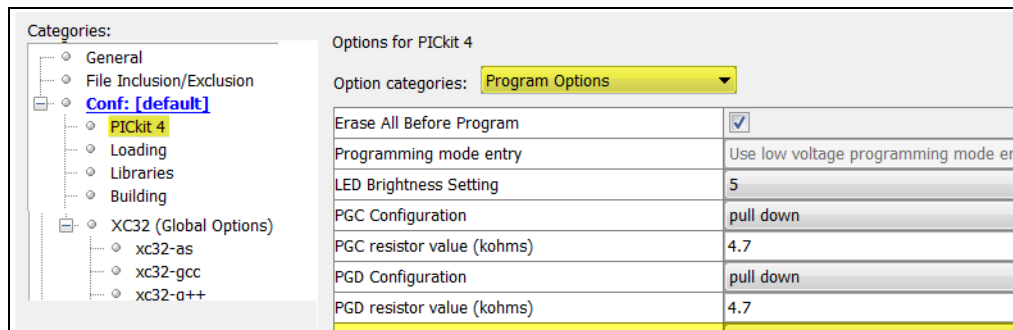 Categories:
General
File Inclusion/Exclusion
Conf: [default]
PICkit 4
Loading
Libraries
Building
XC32 (Global Options)
xc32-as
xc32-gcc
xc32-g++
Options for PICkit 4
Option categories: Program Options
Erase All Before Program
Programming mode entry Use low voltage programming mode
LED Brightness Setting 5
PGC Configuration pull down
PGC resistor value (kohms) 4.7
PGD Configuration pull down
PGD resistor value (kohms) 4.7